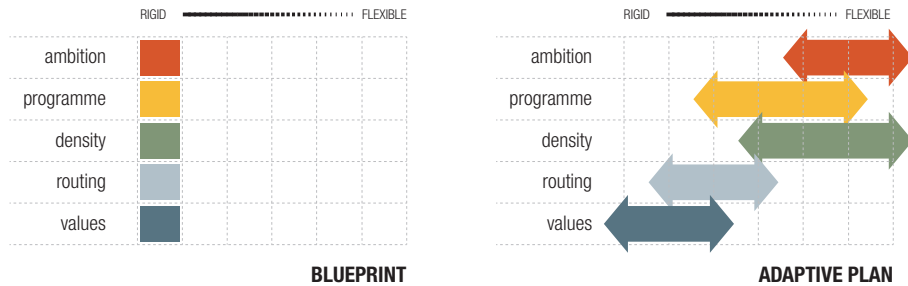 RIGID FLEXIBLE
ambition
programme
density
routing
values
BLUEPRINT
RIGID FLEXIBLE
ambition
programme
density
routing
values
ADAPTIVE PLAN